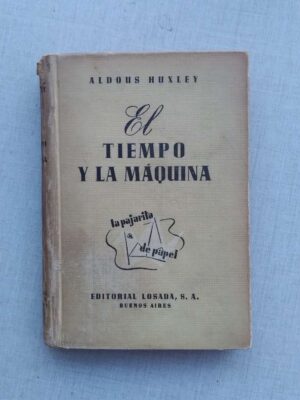 ALDOUS HUXLEY
El
TIEMPO
Y LA MÁQUINA
la pajarita
de papel
EDITORIAL LOSADA, S. A.
BUENOS AIRES